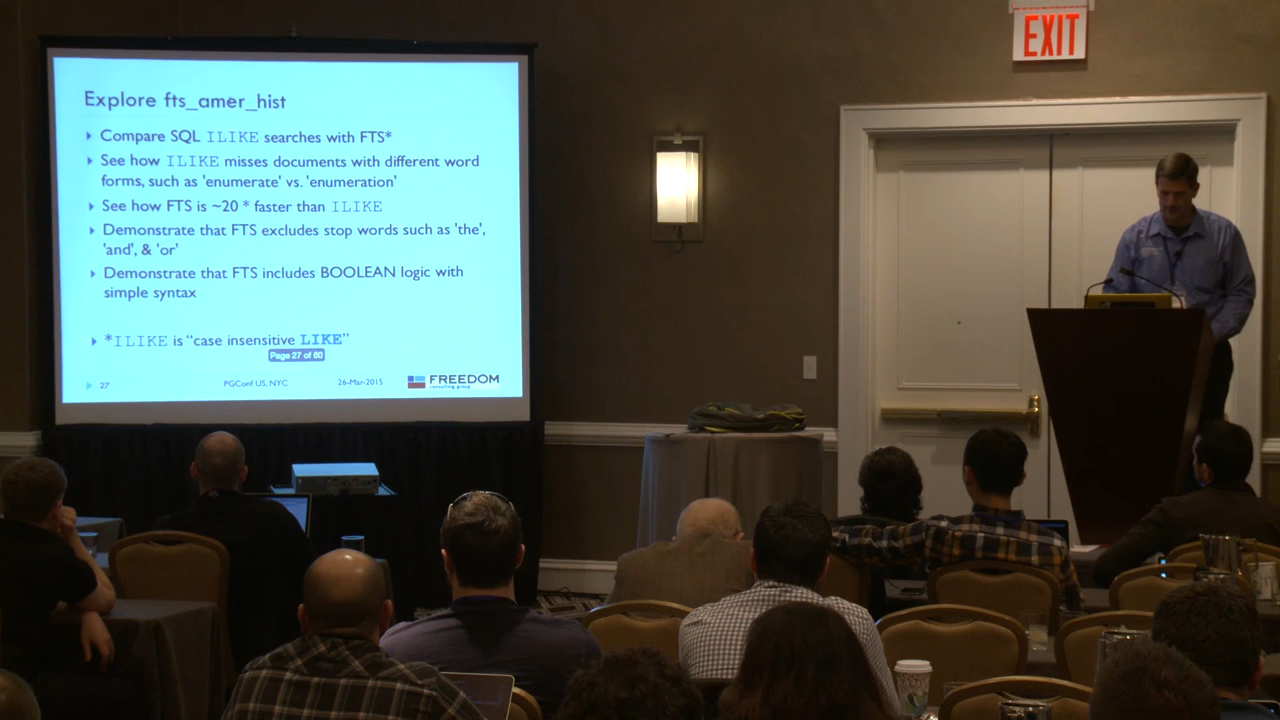 EXIT
Explore fts_amer_hist
Compare SQL ILIKE searches with FTS*
See how ILIKE misses documents with different word
forms, such as 'enumerate' vs. 'enumeration'
See how FTS is ~20 * faster than ILIKE
Demonstrate that FTS excludes stop words such as 'the',
'and', & 'or'
Demonstrate that FTS includes BOOLEAN logic with
simple syntax
*ILIKE is “case insensitive LIKE”
Page 27 of 60
27 PGConf US, NYC 26-Mar-2015 FREEDOM
consulting group